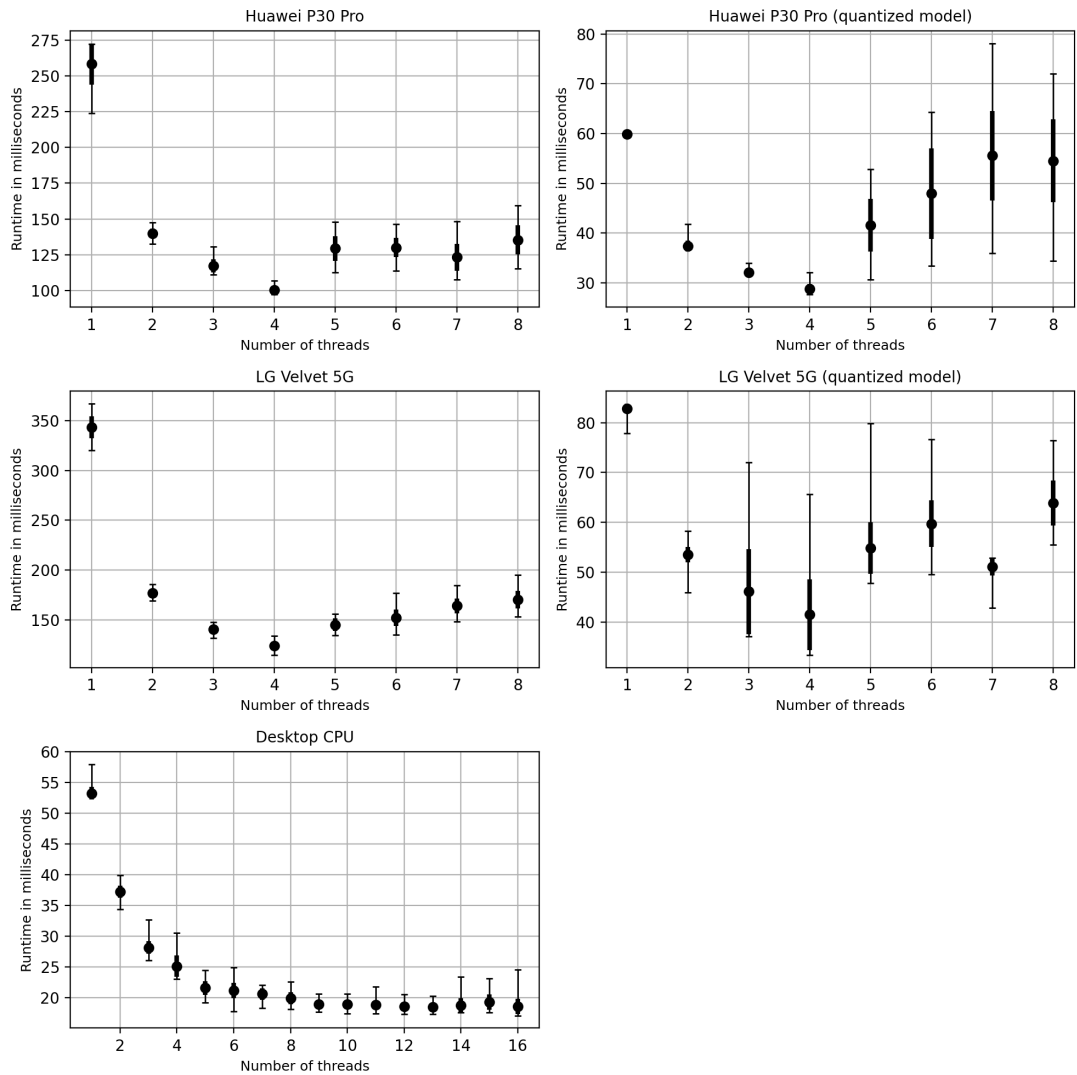 Huawei P30 Pro
Runtime in milliseconds
275
250
225
200
175
150
125
100
1 2 3 4 5 6 7 8
Number of threads
Huawei P30 Pro (quantized model)
Runtime in milliseconds
80
70
60
50
40
30
1 2 3 4 5 6 7 8
Number of threads
LG Velvet 5G
Runtime in milliseconds
350
300
250
200
150
1 2 3 4 5 6 7 8
Number of threads
LG Velvet 5G (quantized model)
Runtime in milliseconds
80
70
60
50
40
1 2 3 4 5 6 7 8
Number of threads
Desktop CPU
Runtime in milliseconds
60
55
50
45
40
35
30
25
20
2 4 6 8 10 12 14 16
Number of threads